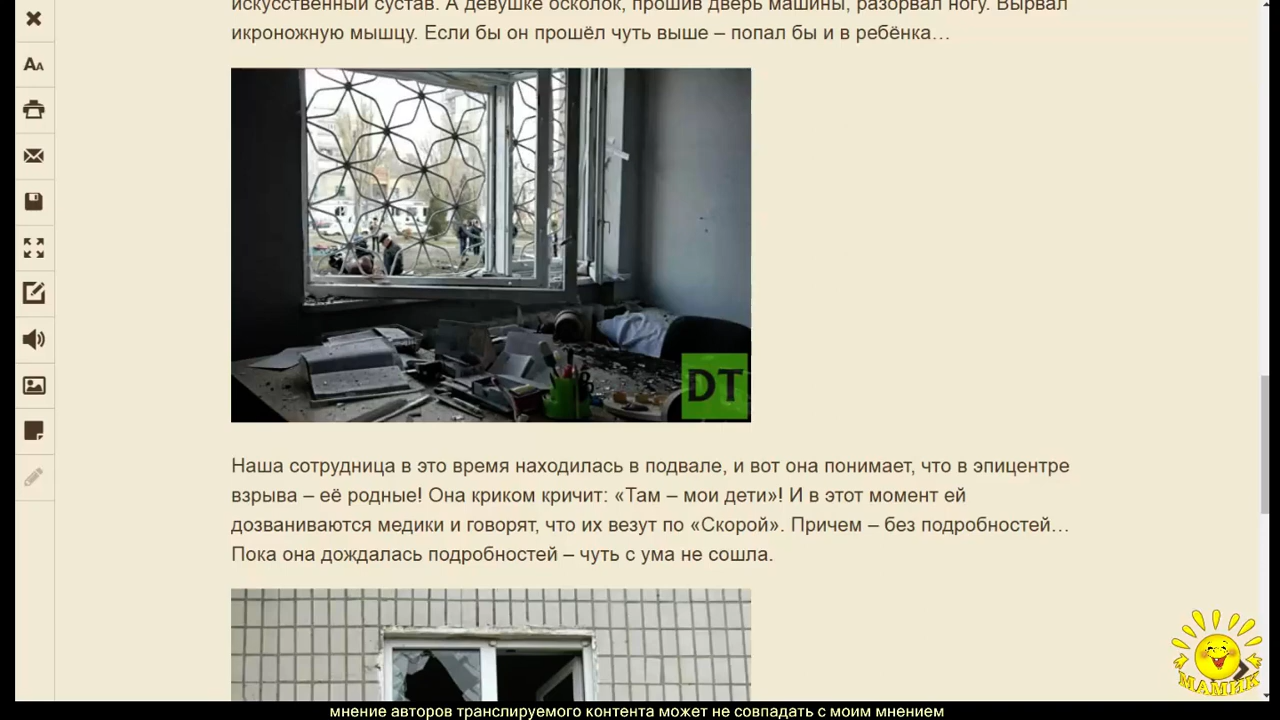 искусственный сустав. А девушке осколок, прошив дверь машины, разорвал ногу. Вырвал
икроножную мышцу. Если бы он прошёл чуть выше – попал бы и в ребёнка…
DT
Наша сотрудница в это время находилась в подвале, и вот она понимает, что в эпицентре
взрыва – её родные! Она криком кричит: «Там – мои дети»! И в этот момент ей
дозваниваются медики и говорят, что их везут по «Скорой». Причем – без подробностей…
Пока она дождалась подробностей – чуть с ума не сошла.
МАМИК
мнение авторов транслируемого контента может не совпадать с моим мнением